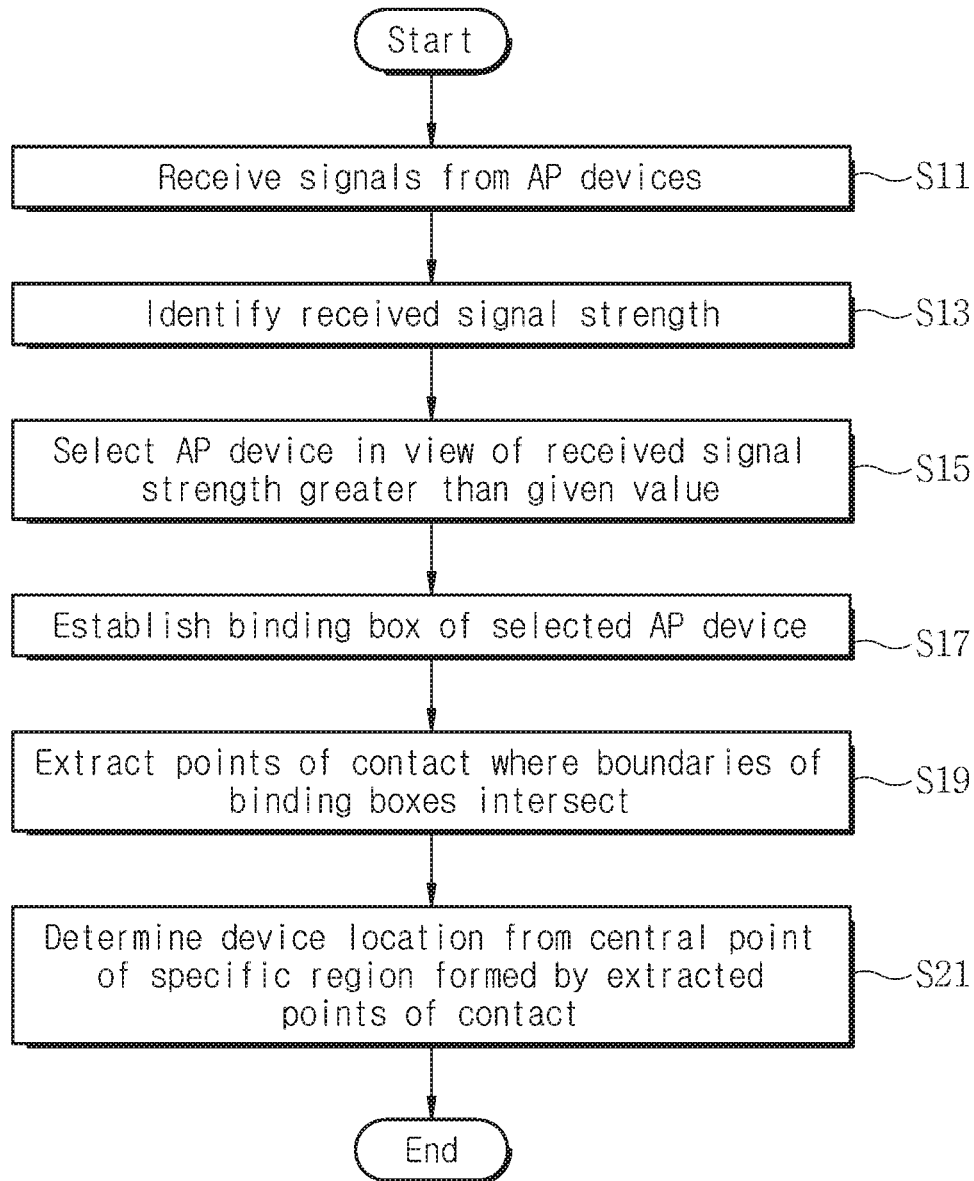 Start
Receive signals from AP devices
S11
Identify received signal strength
S13
Select AP device in view of received signal
strength greater than given value
S15
Establish binding box of selected AP device
S17
Extract points of contact where boundaries of
binding boxes intersect
S19
Determine device location from central point
of specific region formed by extracted
points of contact
S21
End